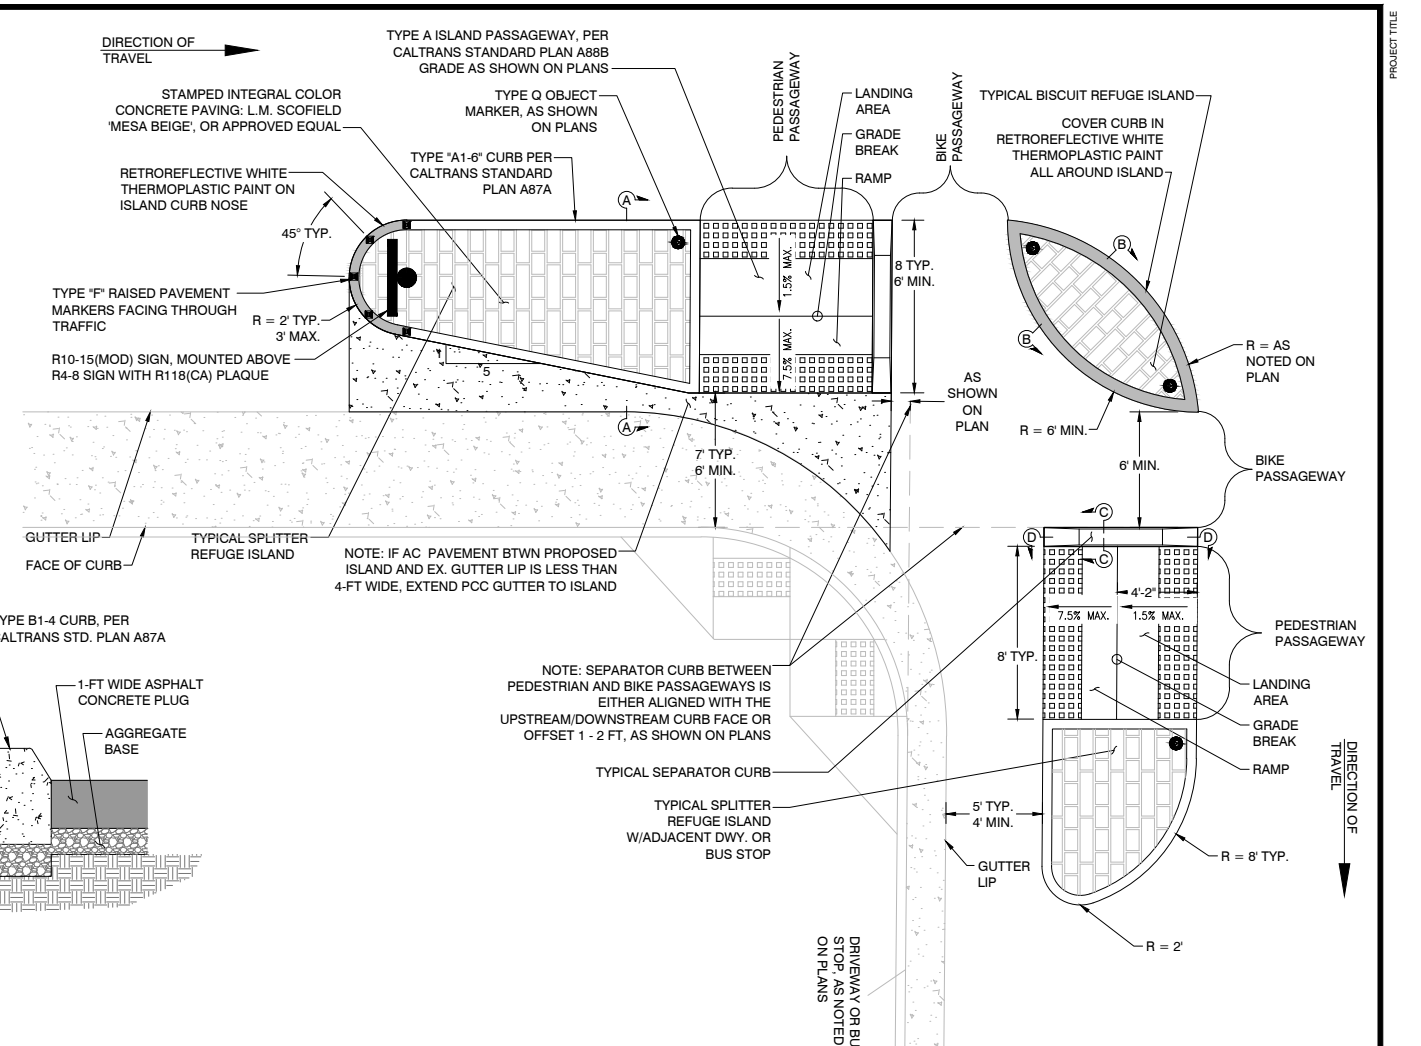 PROJECT TITLE
DIRECTION OF
TRAVEL
TYPE A ISLAND PASSAGEWAY, PER
CALTRANS STANDARD PLAN A88B
GRADE AS SHOWN ON PLANS
STAMPED INTEGRAL COLOR
CONCRETE PAVING: L.M. SCOFIELD
'MESA BEIGE', OR APPROVED EQUAL
TYPE Q OBJECT
MARKER, AS SHOWN
ON PLANS
PEDESTRIAN
PASSAGEWAY
LANDING
AREA
GRADE
BREAK
RAMP
BIKE
PASSAGEWAY
TYPICAL BISCUIT REFUGE ISLAND
COVER CURB IN
RETROREFLECTIVE WHITE
THERMOPLASTIC PAINT
ALL AROUND ISLAND
TYPE "A1-6" CURB PER
CALTRANS STANDARD
PLAN A87A
RETROREFLECTIVE WHITE
THERMOPLASTIC PAINT ON
ISLAND CURB NOSE
45° TYP.
A
B
B
1.5% MAX.
7.5% MAX.
8 TYP.
6' MIN.
TYPE "F" RAISED PAVEMENT
MARKERS FACING THROUGH
TRAFFIC
R = 2' TYP.
3' MAX.
R10-15(MOD) SIGN, MOUNTED ABOVE
R4-8 SIGN WITH R118(CA) PLAQUE
5
A
AS
SHOWN
ON
PLAN
R = AS
NOTED ON
PLAN
R = 6' MIN.
7' TYP.
6' MIN.
6' MIN.
BIKE
PASSAGEWAY
GUTTER LIP
FACE OF CURB
TYPICAL SPLITTER
REFUGE ISLAND
NOTE: IF AC PAVEMENT BTWN PROPOSED
ISLAND AND EX. GUTTER LIP IS LESS THAN
4-FT WIDE, EXTEND PCC GUTTER TO ISLAND
C
D
D
C
4'-2"
7.5% MAX.
1.5% MAX.
8' TYP.
PEDESTRIAN
PASSAGEWAY
YPE B1-4 CURB, PER
ALTRANS STD. PLAN A87A
1-FT WIDE ASPHALT
CONCRETE PLUG
AGGREGATE
BASE
NOTE: SEPARATOR CURB BETWEEN
PEDESTRIAN AND BIKE PASSAGEWAYS IS
EITHER ALIGNED WITH THE
UPSTREAM/DOWNSTREAM CURB FACE OR
OFFSET 1 - 2 FT, AS SHOWN ON PLANS
LANDING
AREA
GRADE
BREAK
RAMP
TYPICAL SEPARATOR CURB
TYPICAL SPLITTER
REFUGE ISLAND
W/ADJACENT DWY. OR
BUS STOP
5' TYP.
4' MIN.
GUTTER
LIP
DIRECTION OF
TRAVEL
R = 8' TYP.
R = 2'
DRIVEWAY OR BU
STOP, AS NOTED
ON PLANS